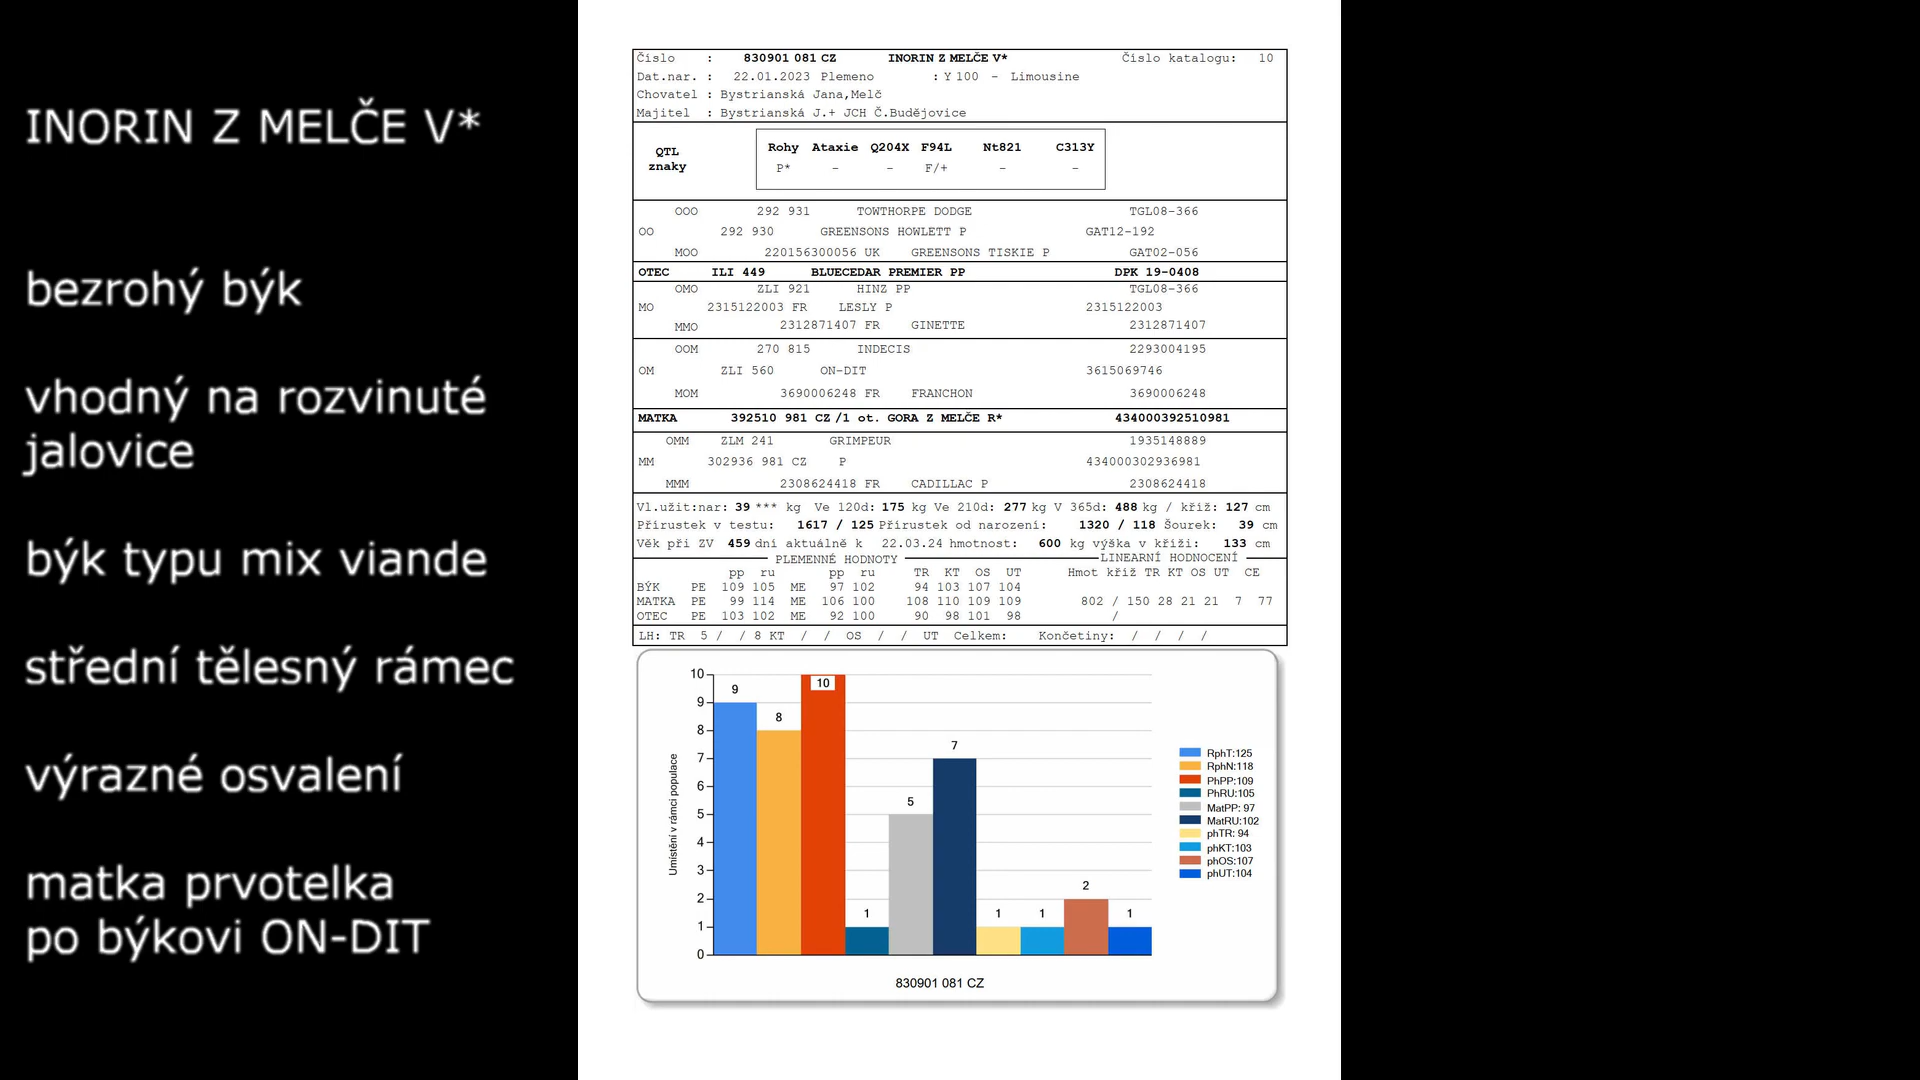 INORIN Z MELČE V*
bezrohý býk
vhodný na rozvinuté
jalovice
býk typu mix viande
střední tělesný rámec
výrazné osvalení
matka prvotelka
po býkovi ON-DIT
Číslo : 830901 081 CZ INORIN Z MELČE V* Číslo katalogu: 10
Dat.nar. : 22.01.2023 Plemeno : Y 100 - Limousine
Chovatel : Bystrianská Jana,Melč
Majitel : Bystrianská J.+ JCH Č.Budějovice
QTL
znaky
Rohy Ataxie Q204X F94L Nt821 C313Y
P* - - F/+ - -
OOO 292 931 TOWTHORPE DODGE TGL08-366
OO 292 930 GREENSONS HOWLETT P GAT12-192
MOO 220156300056 UK GREENSONS TISKIE P GAT02-056
OTEC ILI 449 BLUECEDAR PREMIER PP DPK 19-0408
OMO ZLI 921 HINZ PP TGL08-366
MO 2315122003 FR LESLY P 2315122003
MMO 2312871407 FR GINETTE 2312871407
OOM 270 815 INDECIS 2293004195
OM ZLI 560 ON-DIT 3615069746
MOM 3690006248 FR FRANCHON 3690006248
MATKA 392510 981 CZ /1 ot. GORA Z MELČE R* 434000392510981
OMM ZLM 241 GRIMPEUR 1935148889
MM 302936 981 CZ P 434000302936981
MMM 2308624418 FR CADILLAC P 2308624418
Vl.užit:nar: 39 *** kg Ve 120d: 175 kg Ve 210d: 277 kg V 365d: 488 kg / kříž: 127 cm
Přírustek v testu: 1617 / 125 Přírustek od narození: 1320 / 118 Šourek: 39 cm
Věk při ZV 459 dní aktuálně k 22.03.24 hmotnost: 600 kg výška v kříži: 133 cm
PLEMENNÉ HODNOTY LINEARNÍ HODNOCENÍ
pp ru pp ru TR KT OS UT Hmot kříž TR KT OS UT CE
BÝK PE 109 105 ME 97 102 94 103 107 104
MATKA PE 99 114 ME 106 100 108 110 109 109 802 / 150 28 21 21 7 77
OTEC PE 103 102 ME 92 100 90 98 101 98 /
LH: TR 5 / / 8 KT / / OS / / UT Celkem: Končetiny: / / / /
Umístění v rámci populace
10
9
8
7
6
5
4
3
2
1
0
9
8
10
1
5
7
1
1
2
1
830901 081 CZ
RphT:125
RphN:118
PhPP:109
PhRU:105
MatPP: 97
MatRU:102
phTR: 94
phKT:103
phOS:107
phUT:104